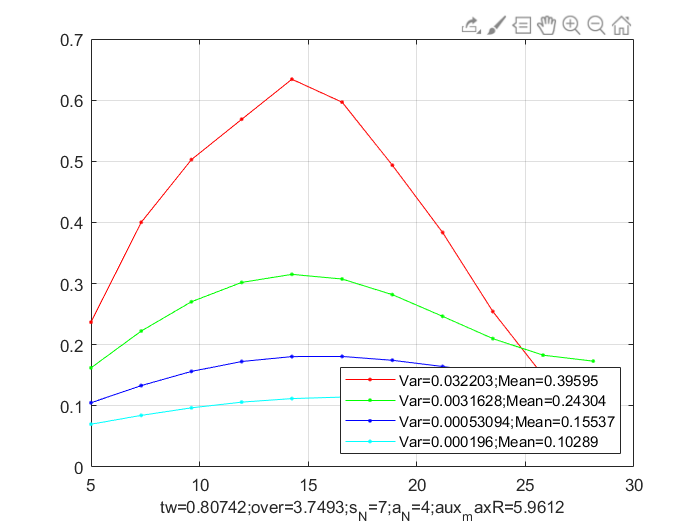 0.7
0.6
0.5
0.4
0.3
0.2
0.1
0
5 10 15 20 25 30
Var=0.032203;Mean=0.39595
Var=0.0031628;Mean=0.24304
Var=0.00053094;Mean=0.15537
Var=0.000196;Mean=0.10289
tw=0.80742;over=3.7493;s_N=7;a_N=4;aux_maxR=5.9612